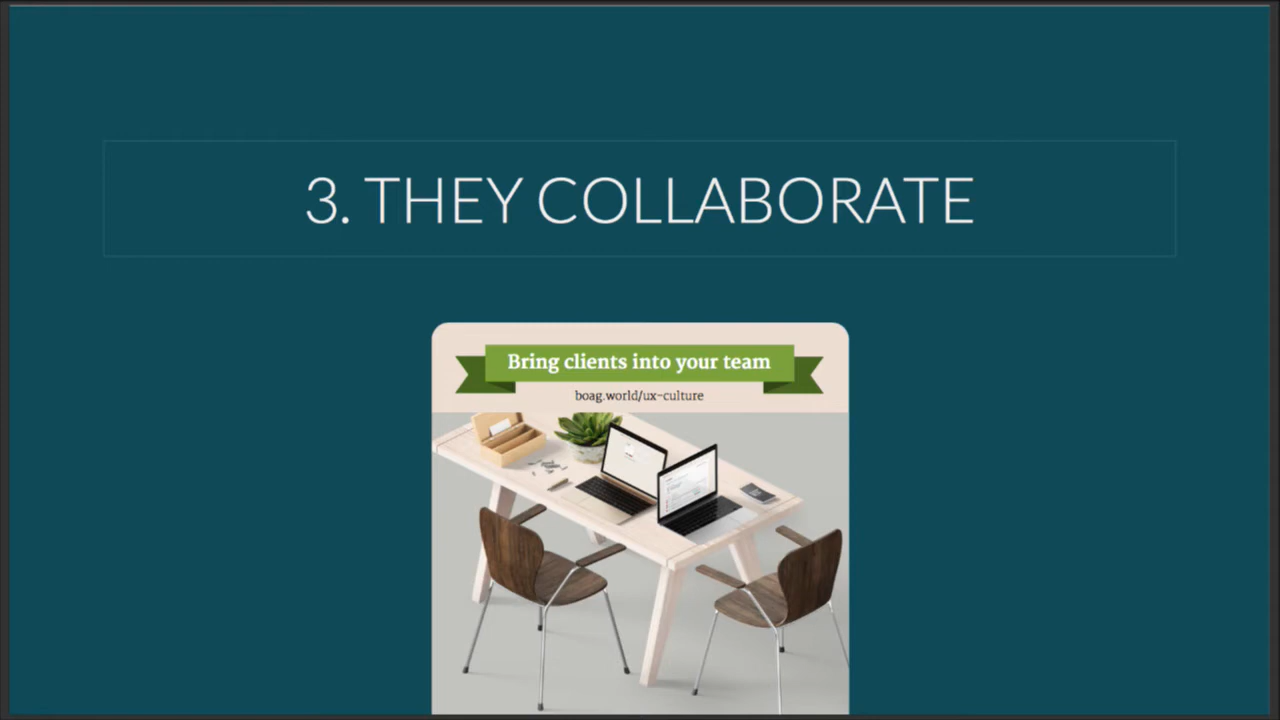 3. THEY COLLABORATE
Bring clients into your team
boag.world/ux-culture